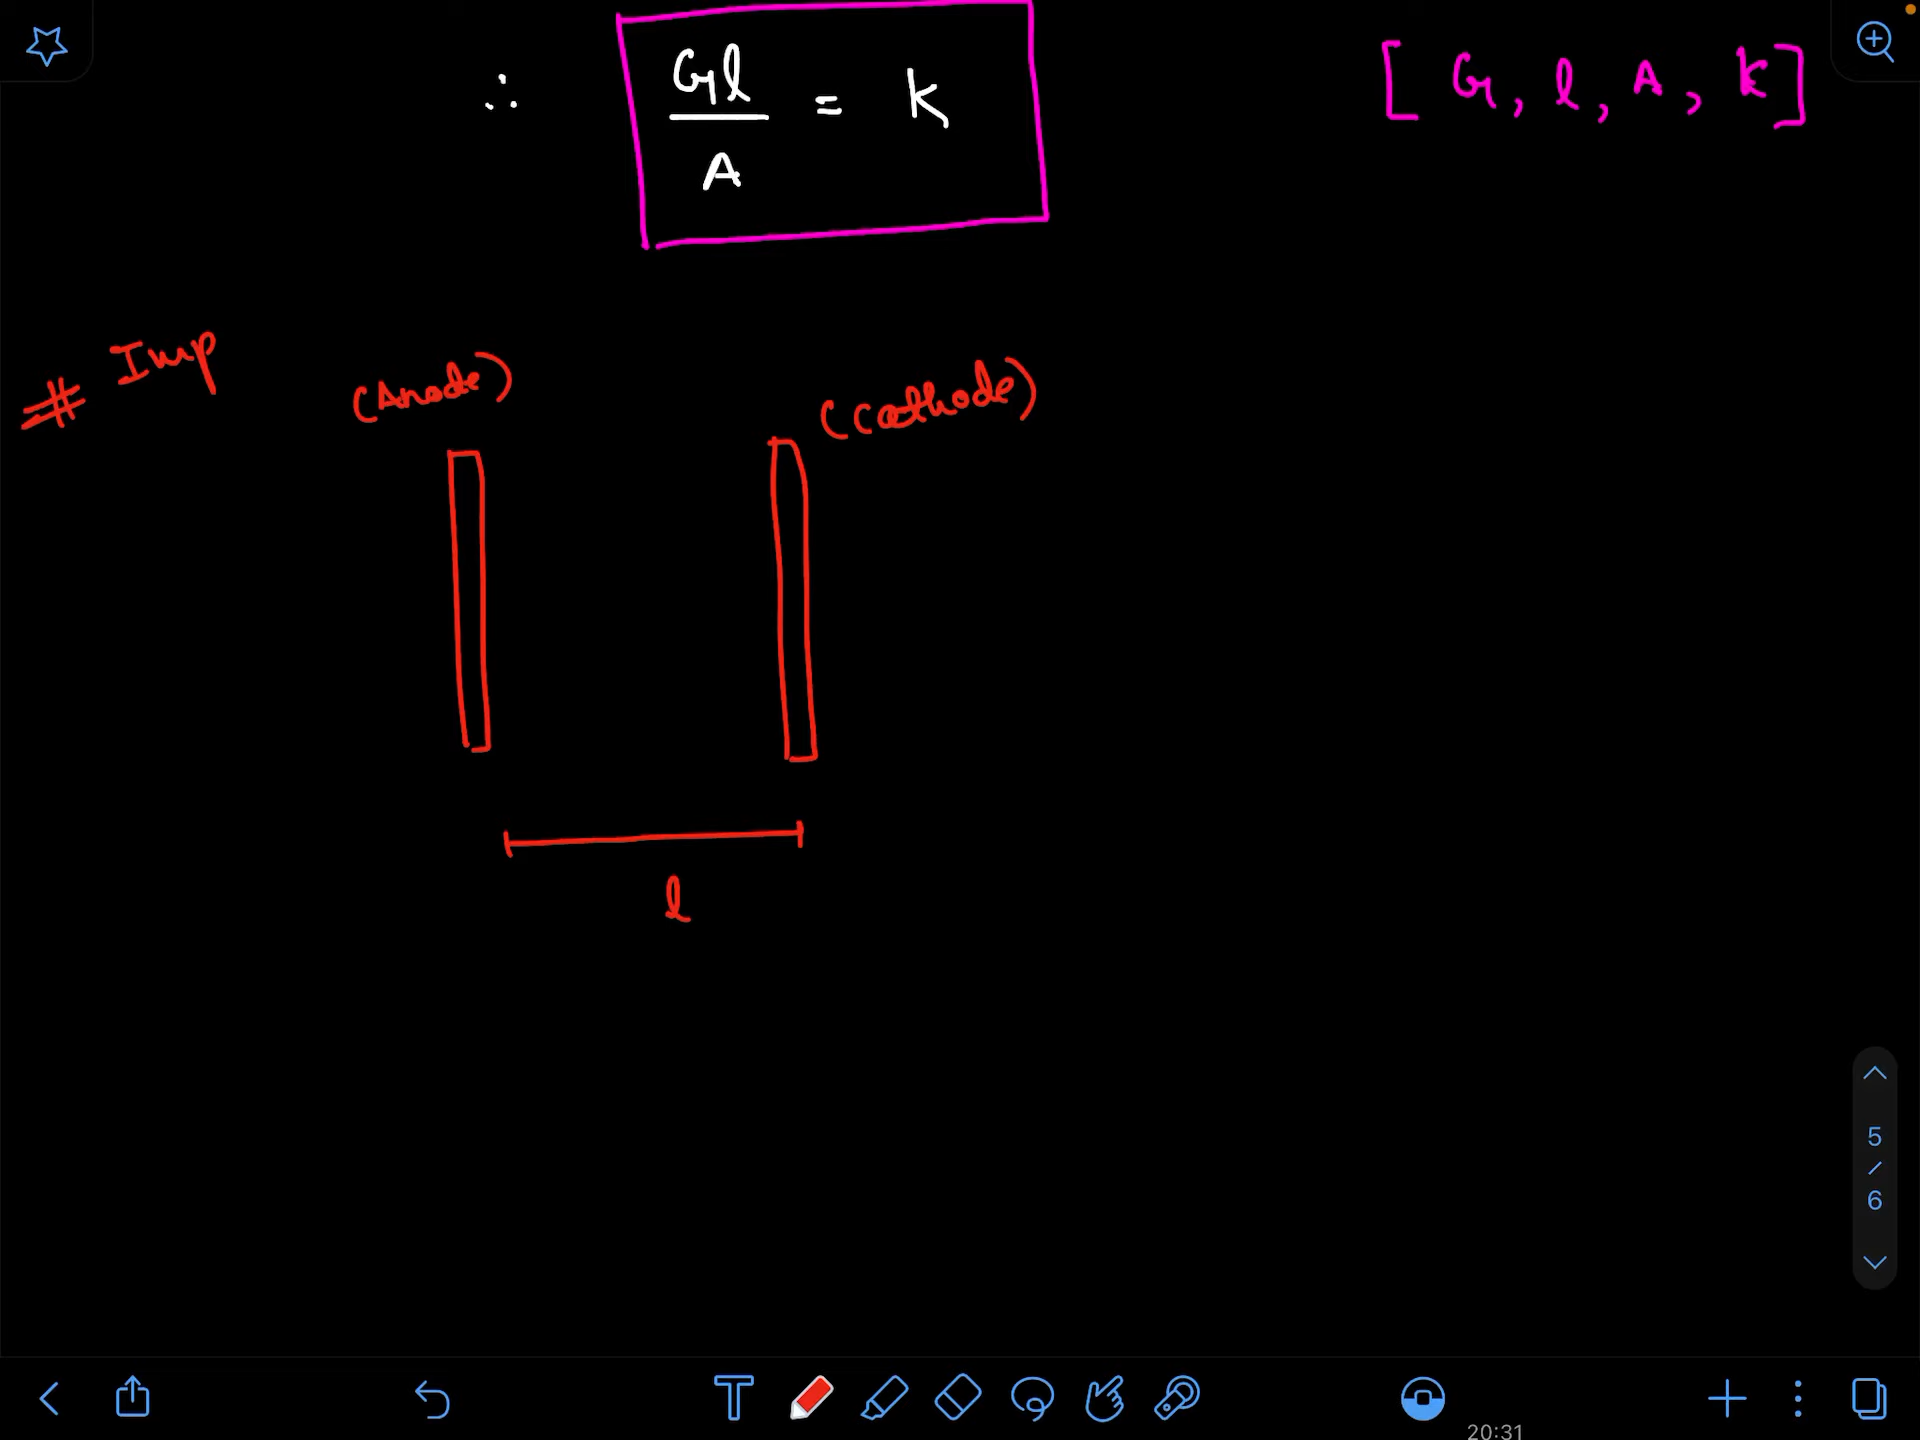 ∴ Gl/A = K
[ G, l, A, K ]
# Imp
(Anode)
(Cathode)
l
5
/
6
20:31